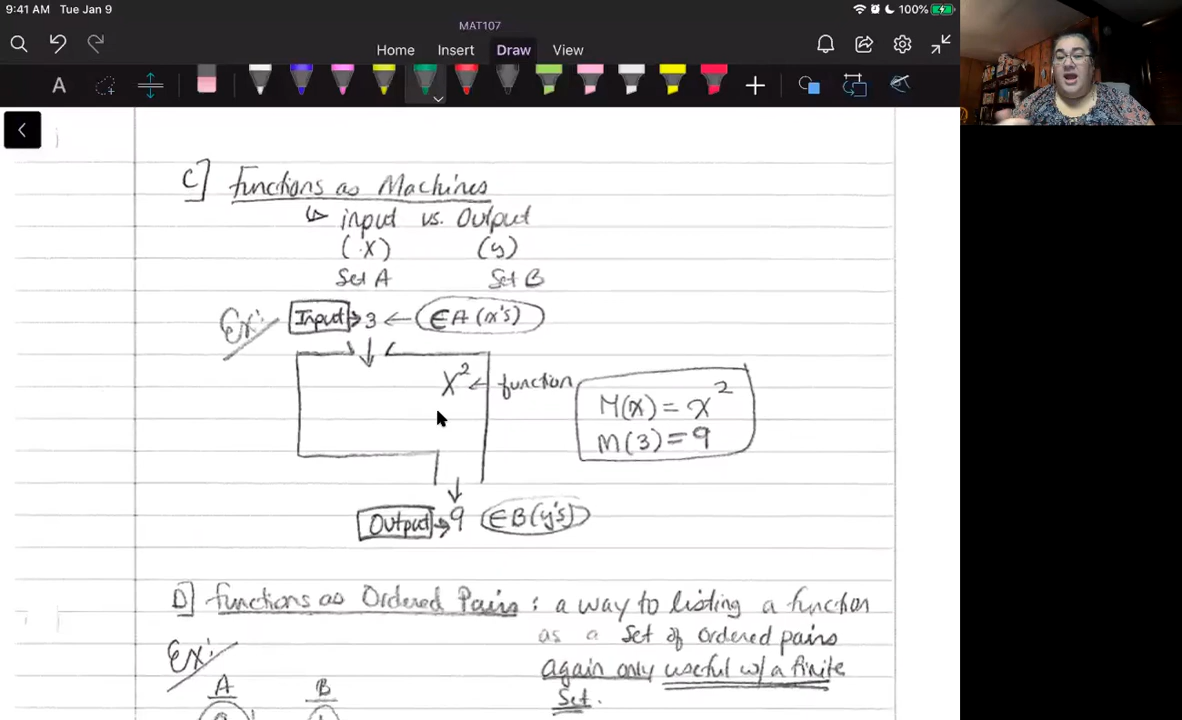 9:41 AM Tue Jan 9
100%
MAT107
Home Insert Draw View
A
C] Functions as Machines
↳ input vs. Output
(x) (y)
Set A Set B
Ex: Input → 3 ← ∈A (x's)
x² ← function
M(x) = x²
M(3) = 9
Output → 9 ∈B (y's)
D] Functions as Ordered Pairs : a way to listing a function
as a set of ordered pairs
Ex: again only useful w/ a finite
Set.
A B